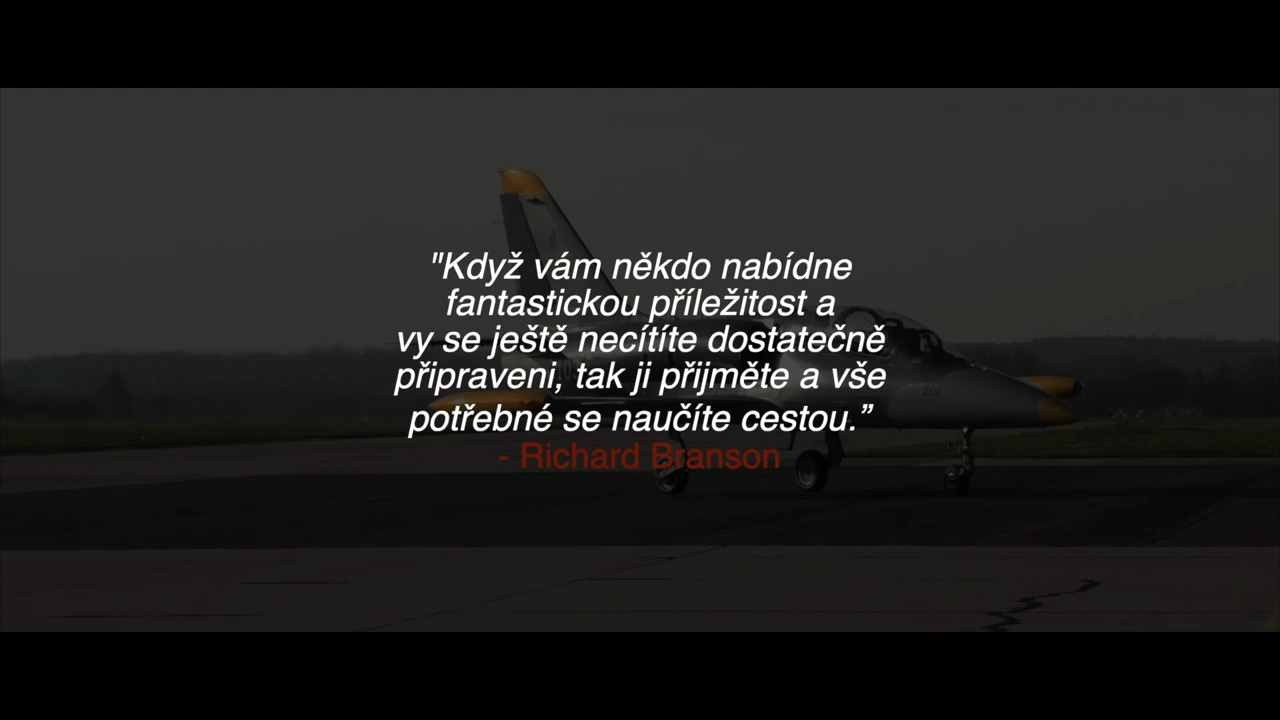 "Když vám někdo nabídne
fantastickou příležitost a
vy se ještě necítíte dostatečně
připraveni, tak ji přijměte a vše
potřebné se naučíte cestou.”
- Richard Branson